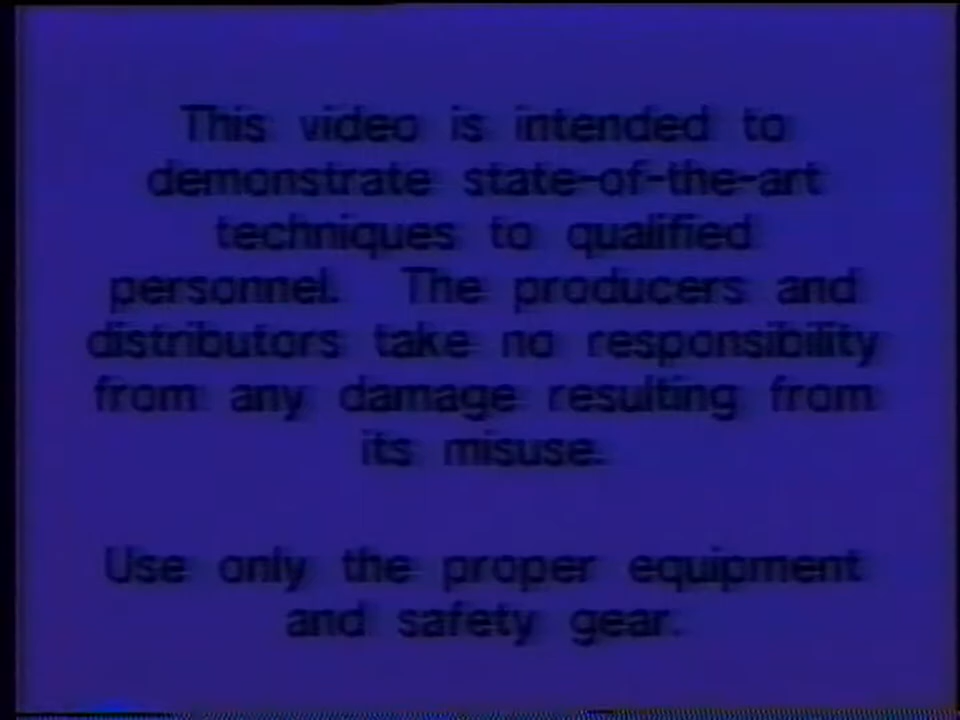 This video is intended to
demonstrate state-of-the-art
techniques to qualified
personnel. The producers and
distributors take no responsibility
from any damage resulting from
its misuse.
Use only the proper equipment
and safety gear.